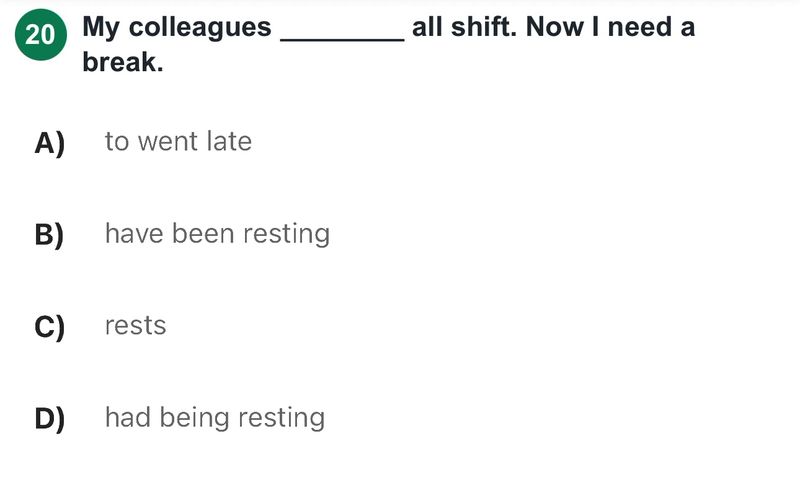 20 My colleagues ________ all shift. Now I need a
break.
A) to went late
B) have been resting
C) rests
D) had being resting